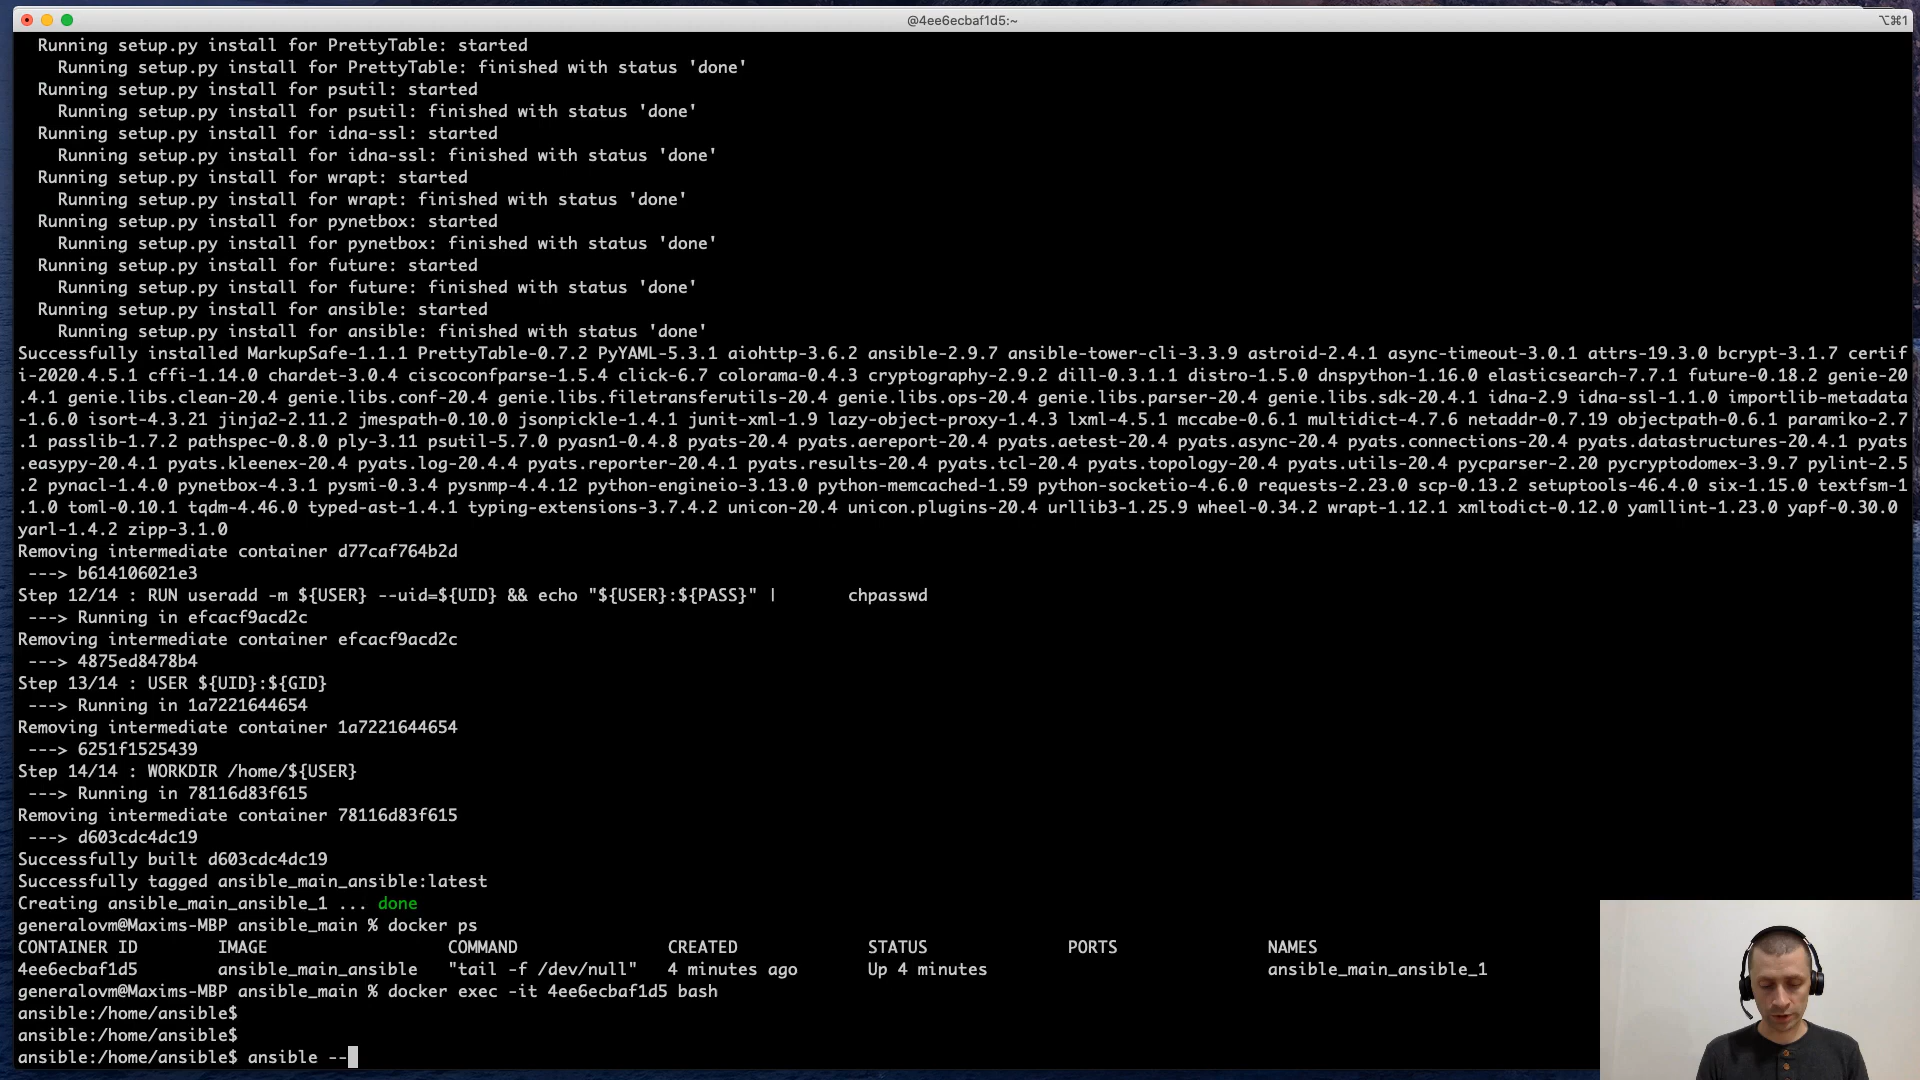 @4ee6ecbaf1d5:~
⌥⌘1
Running setup.py install for PrettyTable: started
Running setup.py install for PrettyTable: finished with status 'done'
Running setup.py install for psutil: started
Running setup.py install for psutil: finished with status 'done'
Running setup.py install for idna-ssl: started
Running setup.py install for idna-ssl: finished with status 'done'
Running setup.py install for wrapt: started
Running setup.py install for wrapt: finished with status 'done'
Running setup.py install for pynetbox: started
Running setup.py install for pynetbox: finished with status 'done'
Running setup.py install for future: started
Running setup.py install for future: finished with status 'done'
Running setup.py install for ansible: started
Running setup.py install for ansible: finished with status 'done'
Successfully installed MarkupSafe-1.1.1 PrettyTable-0.7.2 PyYAML-5.3.1 aiohttp-3.6.2 ansible-2.9.7 ansible-tower-cli-3.3.9 astroid-2.4.1 async-timeout-3.0.1 attrs-19.3.0 bcrypt-3.1.7 certif
i-2020.4.5.1 cffi-1.14.0 chardet-3.0.4 ciscoconfparse-1.5.4 click-6.7 colorama-0.4.3 cryptography-2.9.2 dill-0.3.1.1 distro-1.5.0 dnspython-1.16.0 elasticsearch-7.7.1 future-0.18.2 genie-20
.4.1 genie.libs.clean-20.4 genie.libs.conf-20.4 genie.libs.filetransferutils-20.4 genie.libs.ops-20.4 genie.libs.parser-20.4 genie.libs.sdk-20.4.1 idna-2.9 idna-ssl-1.1.0 importlib-metadata
-1.6.0 isort-4.3.21 jinja2-2.11.2 jmespath-0.10.0 jsonpickle-1.4.1 junit-xml-1.9 lazy-object-proxy-1.4.3 lxml-4.5.1 mccabe-0.6.1 multidict-4.7.6 netaddr-0.7.19 objectpath-0.6.1 paramiko-2.7
.1 passlib-1.7.2 pathspec-0.8.0 ply-3.11 psutil-5.7.0 pyasn1-0.4.8 pyats-20.4 pyats.aereport-20.4 pyats.aetest-20.4 pyats.async-20.4 pyats.connections-20.4 pyats.datastructures-20.4.1 pyats
.easypy-20.4.1 pyats.kleenex-20.4 pyats.log-20.4.4 pyats.reporter-20.4.1 pyats.results-20.4 pyats.tcl-20.4 pyats.topology-20.4 pyats.utils-20.4 pycparser-2.20 pycryptodomex-3.9.7 pylint-2.5
.2 pynacl-1.4.0 pynetbox-4.3.1 pysmi-0.3.4 pysnmp-4.4.12 python-engineio-3.13.0 python-memcached-1.59 python-socketio-4.6.0 requests-2.23.0 scp-0.13.2 setuptools-46.4.0 six-1.15.0 textfsm-1
.1.0 toml-0.10.1 tqdm-4.46.0 typed-ast-1.4.1 typing-extensions-3.7.4.2 unicon-20.4 unicon.plugins-20.4 urllib3-1.25.9 wheel-0.34.2 wrapt-1.12.1 xmltodict-0.12.0 yamllint-1.23.0 yapf-0.30.0
yarl-1.4.2 zipp-3.1.0
Removing intermediate container d77caf764b2d
---> b614106021e3
Step 12/14 : RUN useradd -m ${USER} --uid=${UID} && echo "${USER}:${PASS}" |       chpasswd
---> Running in efcacf9acd2c
Removing intermediate container efcacf9acd2c
---> 4875ed8478b4
Step 13/14 : USER ${UID}:${GID}
---> Running in 1a7221644654
Removing intermediate container 1a7221644654
---> 6251f1525439
Step 14/14 : WORKDIR /home/${USER}
---> Running in 78116d83f615
Removing intermediate container 78116d83f615
---> d603cdc4dc19
Successfully built d603cdc4dc19
Successfully tagged ansible_main_ansible:latest
Creating ansible_main_ansible_1 ... done
generalovm@Maxims-MBP ansible_main % docker ps
CONTAINER ID        IMAGE                  COMMAND               CREATED             STATUS              PORTS               NAMES
4ee6ecbaf1d5        ansible_main_ansible   "tail -f /dev/null"   4 minutes ago       Up 4 minutes                            ansible_main_ansible_1
generalovm@Maxims-MBP ansible_main % docker exec -it 4ee6ecbaf1d5 bash
ansible:/home/ansible$
ansible:/home/ansible$
ansible:/home/ansible$ ansible --